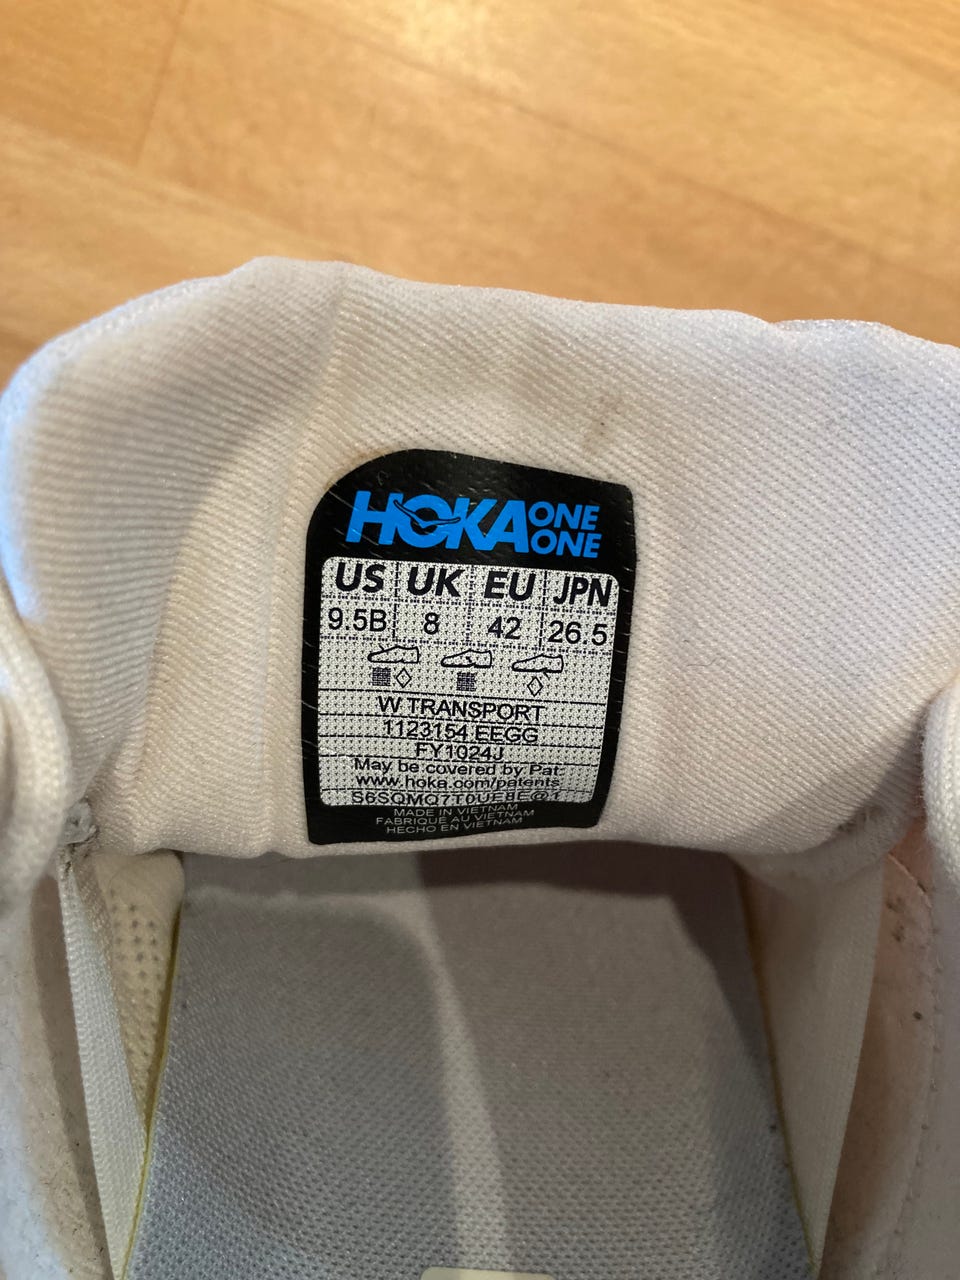 HOKA ONE ONE
US UK EU JPN
9.5B 8 42 26.5
W TRANSPORT
1123154 EEGG
FY1024J
May be covered by Pat:
www.hoka.com/patents
MADE IN VIETNAM
FABRIQUE AU VIETNAM
HECHO EN VIETNAM